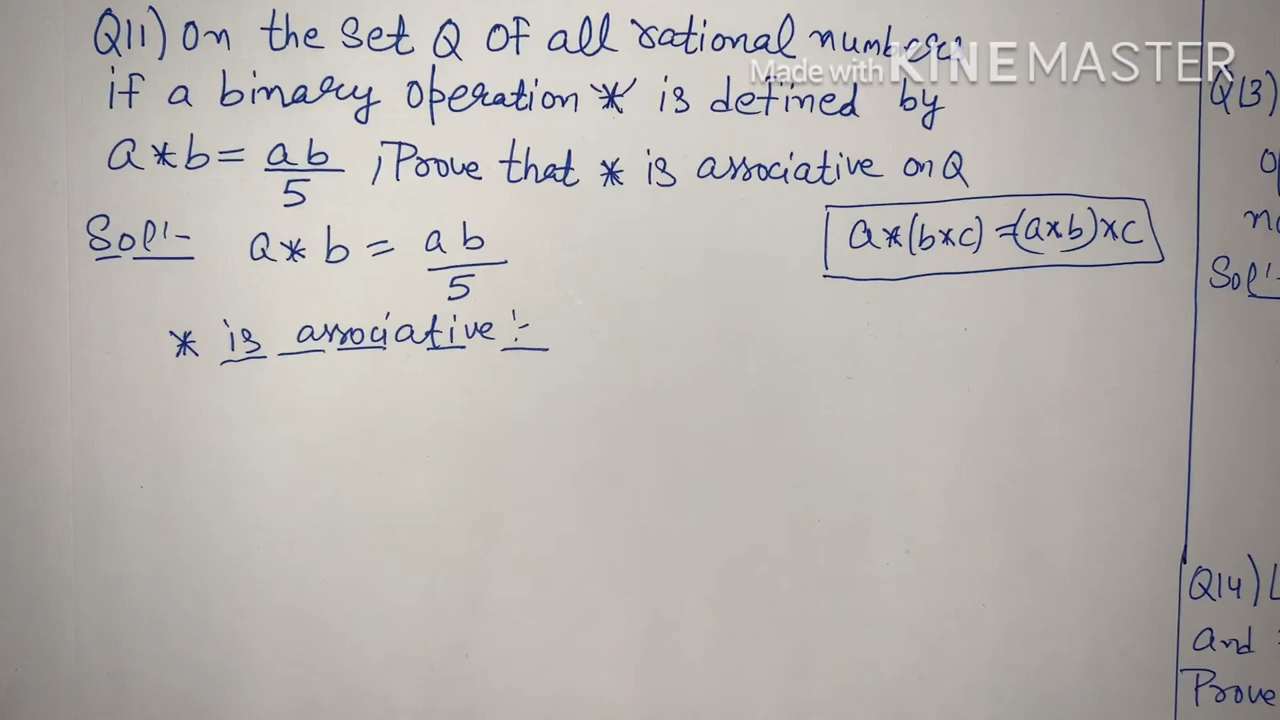 Q11) On the set Q of all rational numbers
Made with KINEMASTER
if a binary operation * is defined by
a*b = ab/5 , Prove that * is associative on Q
Sol:- a*b = ab/5
a*(b*c) = (a*b)*c
* is associative :-
Q13)
Sol:-
Q14)
and
Prove